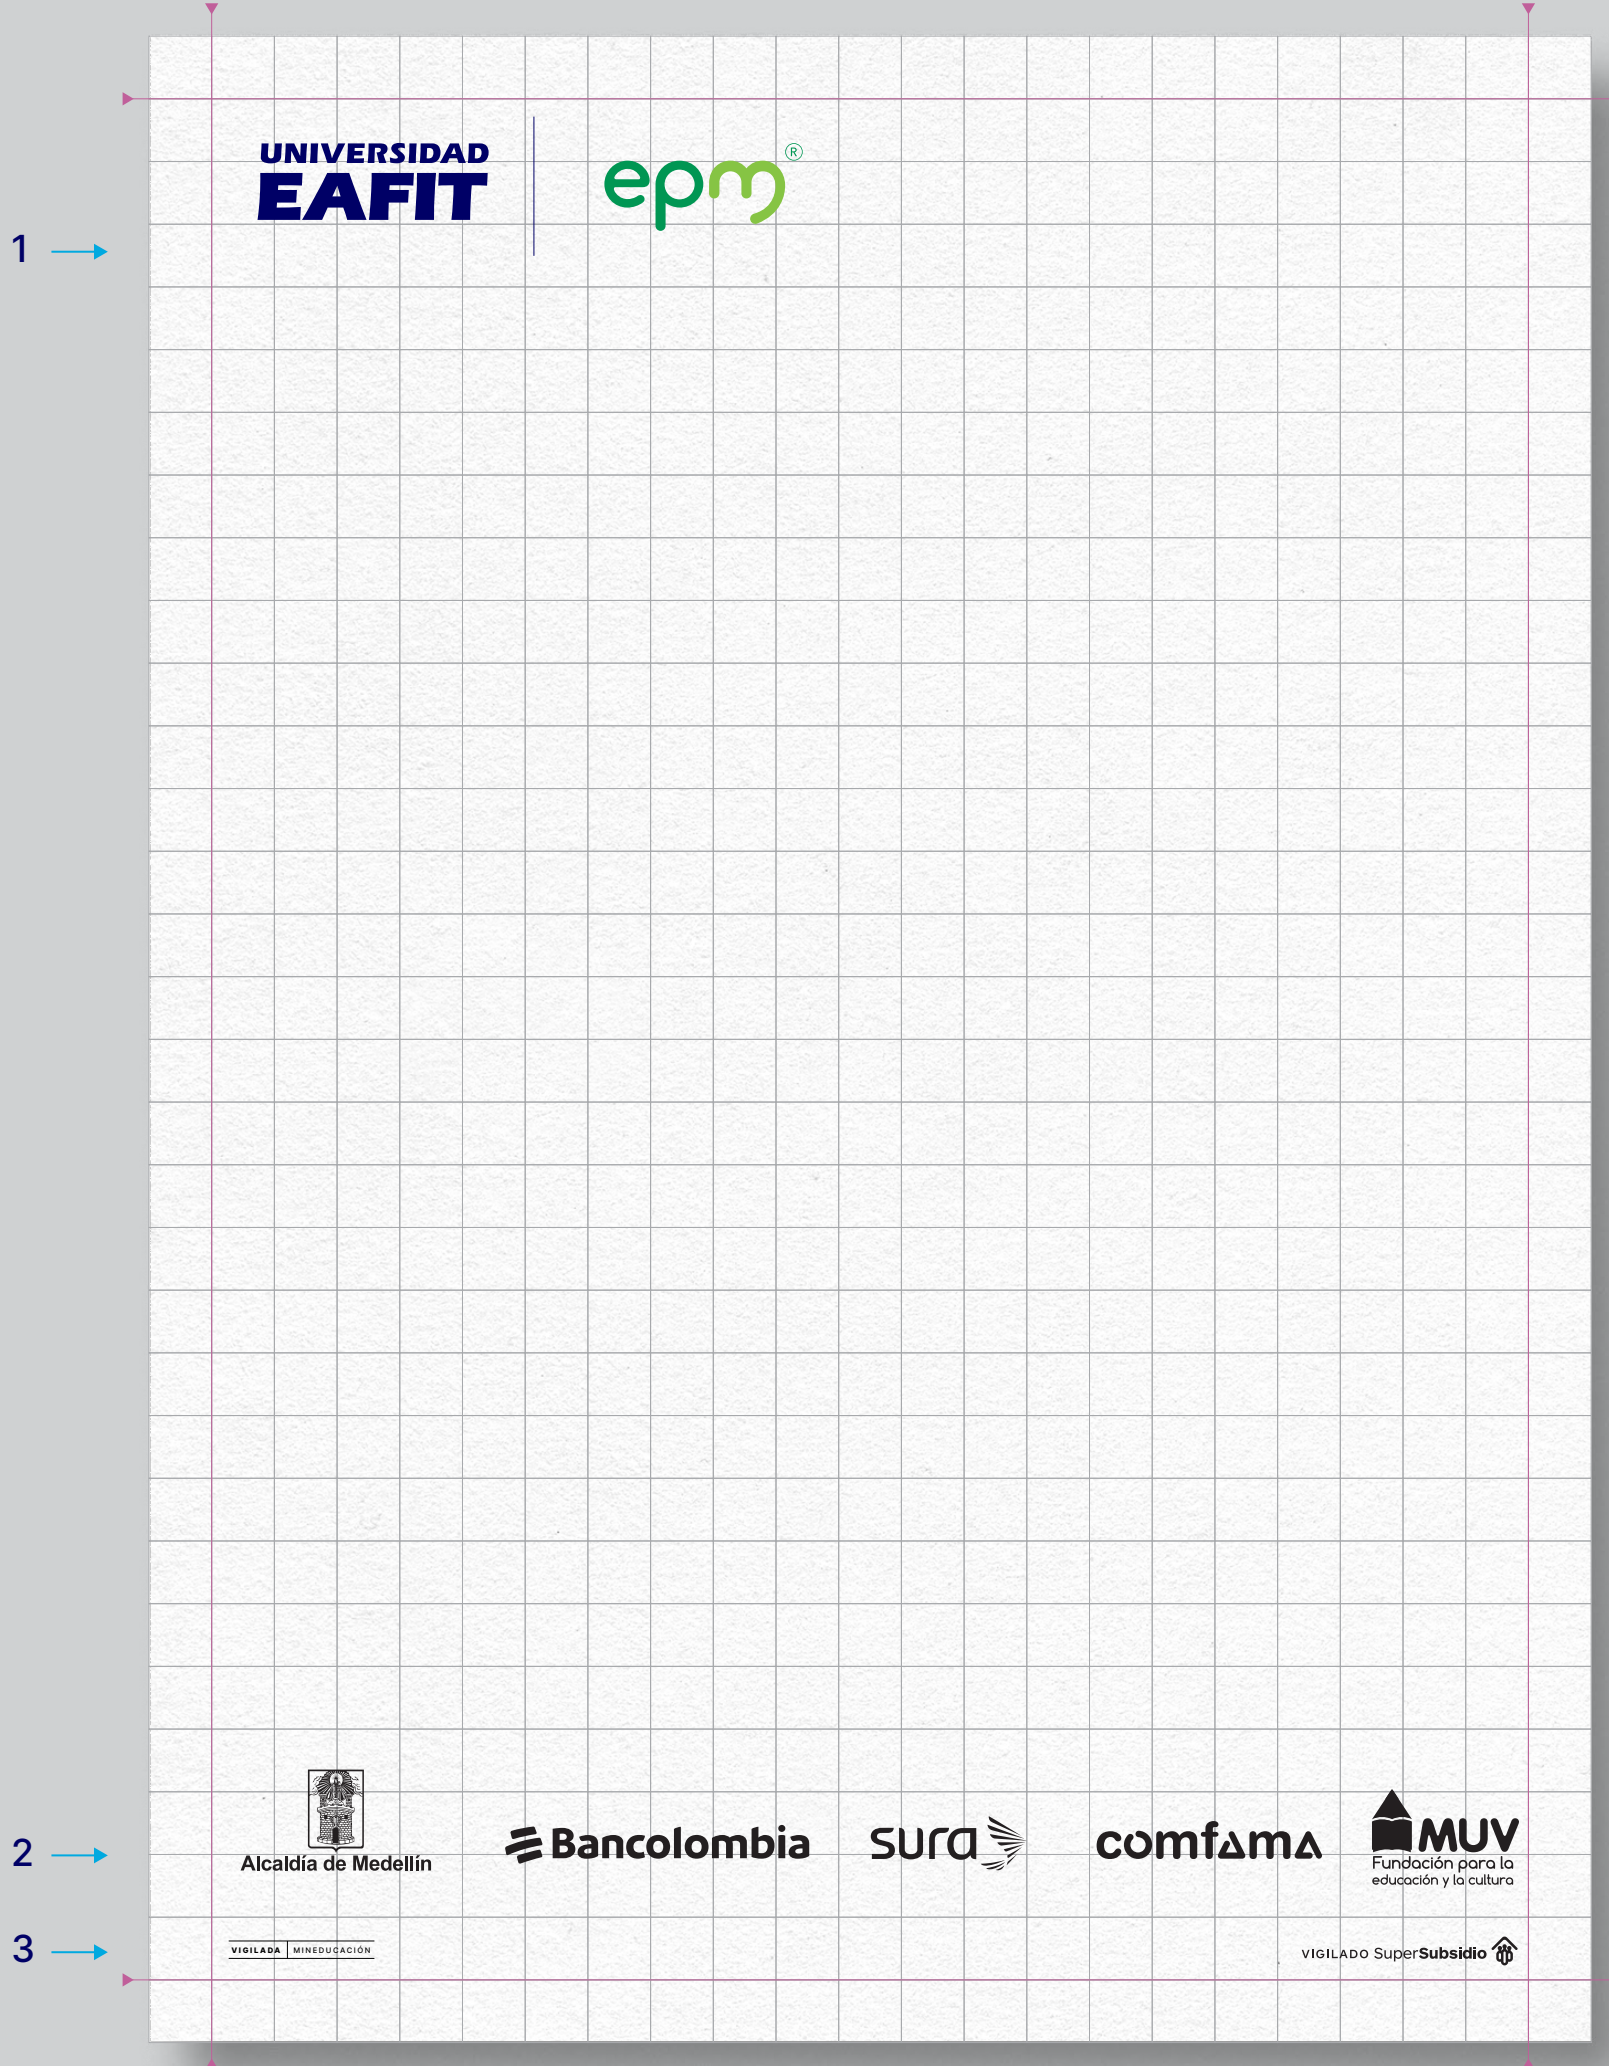 UNIVERSIDAD
EAFIT
epm®
1
2
Alcaldía de Medellín
Bancolombia
sura
comfama
MUV
Fundación para la
educación y la cultura
3
VIGILADA MINEDUCACIÓN
VIGILADO SuperSubsidio